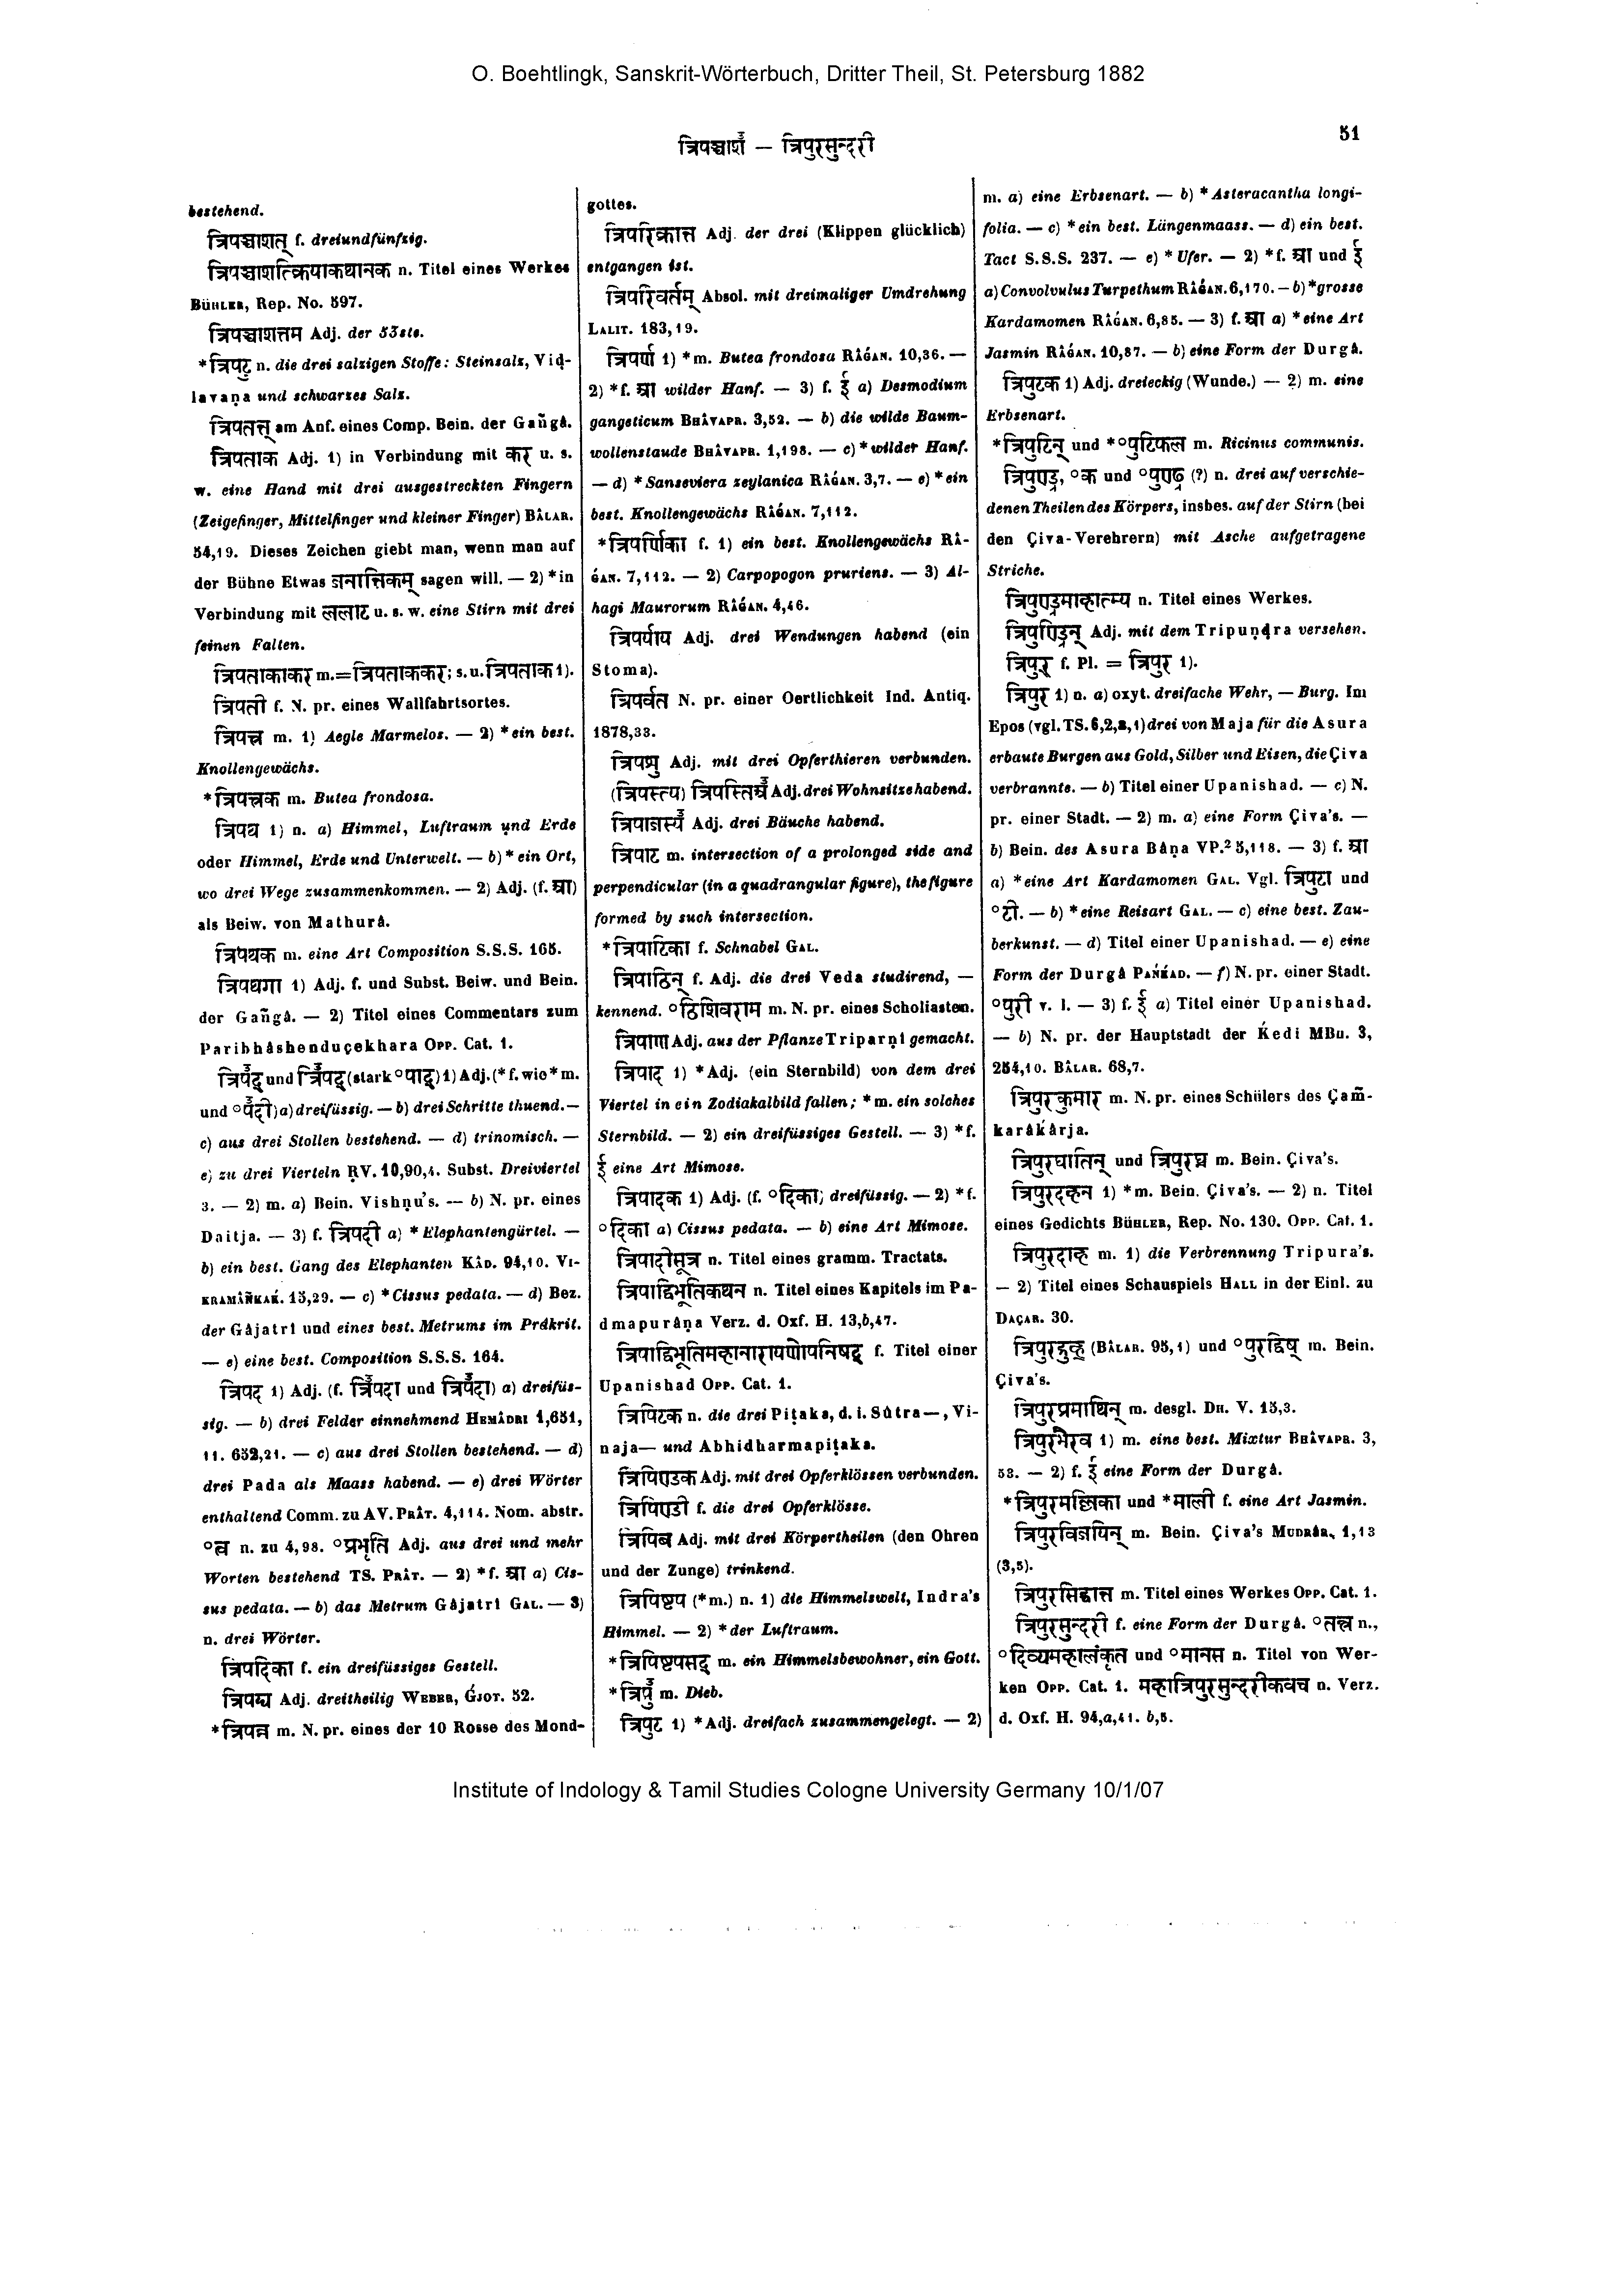 O. Boehtlingk, Sanskrit-Wörterbuch, Dritter Theil, St. Petersburg 1882
त्रिपञ्चाशँ — त्रिपुरसुन्दरी
51
bestehend.
त्रिपञ्चाशत् f. dreiundfünfzig.
त्रिपञ्चाशत्क्रियाकथानक n. Titel eines Werkes
BÜHLER, Rep. No. 597.
त्रिपञ्चाशत्तम Adj. der 53ste.
*त्रिपटु n. die drei salzigen Stoffe: Steinsalz, Viḍ-
lavaṇa und schwarzes Salz.
त्रिपतत् am Anf. eines Comp. Bein. der Gañgâ.
त्रिपताक Adj. 1) in Verbindung mit कर u. s.
w. eine Hand mit drei ausgestreckten Fingern
(Zeigefinger, Mittelfinger und kleiner Finger) BÂLAR.
54,19. Dieses Zeichen giebt man, wenn man auf
der Bühne Etwas जनान्तिकम् sagen will. — 2) *in
Verbindung mit ललाट u. s. w. eine Stirn mit drei
feinen Falten.
त्रिपताकाकर m.=त्रिपताककर; s.u. त्रिपताक 1).
त्रिपती f. N. pr. eines Wallfahrtsortes.
त्रिपत्त्र m. 1) Aegle Marmelos. — 2) *ein best.
Knollengewächs.
*त्रिपत्त्रक m. Butea frondosa.
त्रिपथ 1) n. a) Himmel, Luftraum und Erde
oder Himmel, Erde und Unterwelt. — b) * ein Ort,
wo drei Wege zusammenkommen. — 2) Adj. (f. आ)
als Beiw. von Mathurâ.
त्रिपथक m. eine Art Composition S.S.S. 165.
त्रिपथगा 1) Adj. f. und Subst. Beiw. und Bein.
der Gañgâ. — 2) Titel eines Commentars zum
Paribhâshenduçekhara OPP. Cat. 1.
त्रिपँद् und त्रिँपद् (stark °पाद्) 1) Adj. (*f. wie *m.
und °पँदी) a) dreifüssig. — b) drei Schritte thuend. —
c) aus drei Stollen bestehend. — d) trinomisch. —
e) zu drei Vierteln ṚV. 10,90,4. Subst. Dreiviertel
3. — 2) m. a) Bein. Vishṇu's. — b) N. pr. eines
Daitja. — 3) f. त्रिपदी a) * Elephantengürtel. —
b) ein best. Gang des Elephanten KÂD. 94,10. VI-
KRAMÂÑKAḰ. 15,29. — c) *Cissus pedata. — d) Bez.
der Gâjatrî und eines best. Metrums im Prâkrit.
— e) eine best. Composition S.S.S. 164.
त्रिपद 1) Adj. (f. त्रिँपदा und त्रिपँदा) a) dreifüs-
sig. — b) drei Felder einnehmend HEMÂDRI 1,651,
11. 652,21. — c) aus drei Stollen bestehend. — d)
drei Pada als Maass habend. — e) drei Wörter
enthaltend Comm. zu AV. PRÂT. 4,114. Nom. abstr.
°त्व n. zu 4,98. °प्रभृति Adj. aus drei und mehr
Worten bestehend TS. PRÂT. — 2) *f. आ a) Cis-
sus pedata. — b) das Metrum Gâjatrî GAL. — 3)
n. drei Wörter.
त्रिपदिका f. ein dreifüssiges Gestell.
त्रिपद्य Adj. dreitheilig WEBER, ǴJOT. 52.
*त्रिपन्न m. N. pr. eines der 10 Rosse des Mond-
gottes.
त्रिपरिक्रान्त Adj. der drei (Klippen glücklich)
entgangen ist.
त्रिपरिवर्तम् Absol. mit dreimaliger Umdrehung
LALIT. 183,19.
त्रिपर्ण 1) *m. Butea frondosa RÂǴAN. 10,36. —
2) *f. आ wilder Hanf. — 3) f. ई a) Desmodium
gangeticum BHÂVAPR. 3,52. — b) die wilde Baum-
wollenstaude BHÂVAPR. 1,198. — c) *wilder Hanf.
— d) * Sanseviera zeylanica RÂǴAN. 3,7. — e) *ein
best. Knollengewächs RÂǴAN. 7,112.
*त्रिपर्णिका f. 1) ein best. Knollengewächs RÂ-
ǴAN. 7,112. — 2) Carpopogon pruriens. — 3) Al-
hagi Maurorum RÂǴAN. 4,46.
त्रिपर्याय Adj. drei Wendungen habend (ein
Stoma).
त्रिपर्वत N. pr. einer Oertlichkeit Ind. Antiq.
1878,33.
त्रिपशु Adj. mit drei Opferthieren verbunden.
(त्रिपस्त्य) त्रिपस्तिअँ Adj. drei Wohnsitze habend.
त्रिपाजस्यँ Adj. drei Bäuche habend.
त्रिपाट m. intersection of a prolonged side and
perpendicular (in a quadrangular figure), the figure
formed by such intersection.
*त्रिपाटिका f. Schnabel GAL.
त्रिपाठिन् f. Adj. die drei Veda studirend, —
kennend. °ठिशिवराम m. N. pr. eines Scholiasten.
त्रिपाण Adj. aus der Pflanze Triparṇî gemacht.
त्रिपाद 1) *Adj. (ein Sternbild) von dem drei
Viertel in ein Zodiakalbild fallen; *m. ein solches
Sternbild. — 2) ein dreifüssiges Gestell. — 3) *f.
ई eine Art Mimose.
त्रिपादक 1) Adj. (f. °दिका) dreifüssig. — 2) *f.
°दिका a) Cissus pedata. — b) eine Art Mimose.
त्रिपादीसूत्र n. Titel eines gramm. Tractats.
त्रिपाद्विभूतिकथन n. Titel eines Kapitels im Pa-
dmapurâṇa Verz. d. Oxf. H. 13,b,47.
त्रिपाद्विभूतिमहानारायणोपनिषद् f. Titel einer
Upanishad OPP. Cat. 1.
त्रिपिटक n. die drei Piṭaka, d. i. Sûtra—, Vi-
naja— und Abhidharmapiṭaka.
त्रिपिण्डक Adj. mit drei Opferklössen verbunden.
त्रिपिण्डी f. die drei Opferklösse.
त्रिपिब Adj. mit drei Körpertheilen (den Ohren
und der Zunge) trinkend.
त्रिपिष्टप (*m.) n. 1) die Himmelswelt, Indra's
Himmel. — 2) *der Luftraum.
*त्रिपिष्टपसद् m. ein Himmelsbewohner, ein Gott.
*त्रिपुँ m. Dieb.
त्रिपुट 1) *Adj. dreifach zusammengelegt. — 2)
m. a) eine Erbsenart. — b) *Asteracantha longi-
folia. — c) *ein best. Längenmaass. — d) ein best.
Tact S.S.S. 237. — e) * Ufer. — 2) *f. आ und ई
a) Convolvulus Turpethum RÂǴAN. 6,170. — b) *grosse
Kardamomen RÂǴAN. 6,85. — 3) f. आ a) *eine Art
Jasmin RÂǴAN. 10,87. — b) eine Form der Durgâ.
त्रिपुटक 1) Adj. dreieckig (Wunde.) — 2) m. eine
Erbsenart.
*त्रिपुटिन् und *°पुटिफल m. Ricinus communis.
त्रिपुण्ड्र, °क und °पुण्ढ्र (?) n. drei auf verschie-
denen Theilen des Körpers, insbes. auf der Stirn (bei
den Çiva-Verehrern) mit Asche aufgetragene
Striche.
त्रिपुण्ड्रमाहात्म्य n. Titel eines Werkes.
त्रिपुण्ड्रिन् Adj. mit dem Tripuṇḍra versehen.
त्रिपुर् f. Pl. = त्रिपुर 1).
त्रिपुर 1) n. a) oxyt. dreifache Wehr, — Burg. Im
Epos (vgl. TS. 6,2,3,1) drei von Maja für die Asura
erbaute Burgen aus Gold, Silber und Eisen, die Çiva
verbrannte. — b) Titel einer Upanishad. — c) N.
pr. einer Stadt. — 2) m. a) eine Form Çiva's. —
b) Bein. des Asura Bâṇa VP.² 5,118. — 3) f. आ
a) *eine Art Kardamomen GAL. Vgl. त्रिपुटा und
°टी. — b) *eine Reisart GAL. — c) eine best. Zau-
berkunst. — d) Titel einer Upanishad. — e) eine
Form der Durgâ PAÑḰAD. — f) N. pr. einer Stadt.
°पुरी v. l. — 3) f. ई a) Titel einer Upanishad.
— b) N. pr. der Hauptstadt der Ḱedi MBH. 3,
254,10. BÂLAR. 68,7.
त्रिपुरकुमार m. N. pr. eines Schülers des Çam̃-
karâḱârja.
त्रिपुरघातिन् und त्रिपुरघ्न m. Bein. Çiva's.
त्रिपुरदहन 1) *m. Bein. Çiva's. — 2) n. Titel
eines Gedichts BÜHLER, Rep. No. 130. OPP. Cat. 1.
त्रिपुरदाह m. 1) die Verbrennung Tripura's.
— 2) Titel eines Schauspiels HALL in der Einl. zu
DAÇAR. 30.
त्रिपुरद्रुह् (BÂLAR. 95,1) und °पुरद्विष् m. Bein.
Çiva's.
त्रिपुरप्रमाथिन् m. desgl. DH. V. 15,3.
त्रिपुरभैरव 1) m. eine best. Mixtur BHÂVAPR. 3,
53. — 2) f. ई eine Form der Durgâ.
*त्रिपुरमल्लिका und *माली f. eine Art Jasmin.
त्रिपुरविजयिन् m. Bein. Çiva's MUDRÂR. 1,13
(3,5).
त्रिपुरसिद्धान्त m. Titel eines Werkes OPP. Cat. 1.
त्रिपुरसुन्दरी f. eine Form der Durgâ. °तन्त्र n.,
°दिव्यमहालंकृत und °मानस n. Titel von Wer-
ken OPP. Cat. 1. महात्रिपुरसुन्दरीकवच n. Verz.
d. Oxf. H. 94,a,41. b,5.
Institute of Indology & Tamil Studies Cologne University Germany 10/1/07